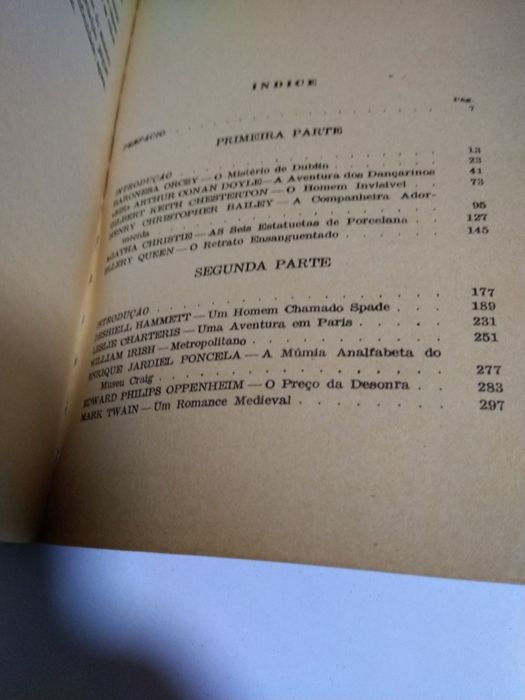 INDICE
Pág.
PREFÁCIO . . . . . . . . . . . . 7
PRIMEIRA PARTE
INTRODUÇÃO . . . . . . . . . . . 13
BARONESA ORCZY — O Mistério de Dublin . . . 23
SIR ARTHUR CONAN DOYLE — A Aventura dos Dançarinos 41
GILBERT KEITH CHESTERTON — O Homem Invisível . 73
HENRY CHRISTOPHER BAILEY — A Companheira Ador-
mecida . . . . . . . . . . . . 95
AGATHA CHRISTIE — AS Seis Estatuetas de Porcelana . . 127
ELLERY QUEEN — O Retrato Ensanguentado . . . . 145
SEGUNDA PARTE
INTRODUÇÃO . . . . . . . . . . . 177
DASHIELL HAMMETT — Um Homem Chamado Spade . . 189
LESLIE CHARTERIS — Uma Aventura em Paris . . . . 231
WILLIAM IRISH — Metropolitano . . . . . . . . 251
ENRIQUE JARDIEL PONCELA — A Múmia Analfabeta do
Museu Craig . . . . . . . . . . . 277
EDWARD PHILIPS OPPENHEIM — O Preço da Desonra . . 283
MARK TWAIN — Um Romance Medieval . . . . . . . 297